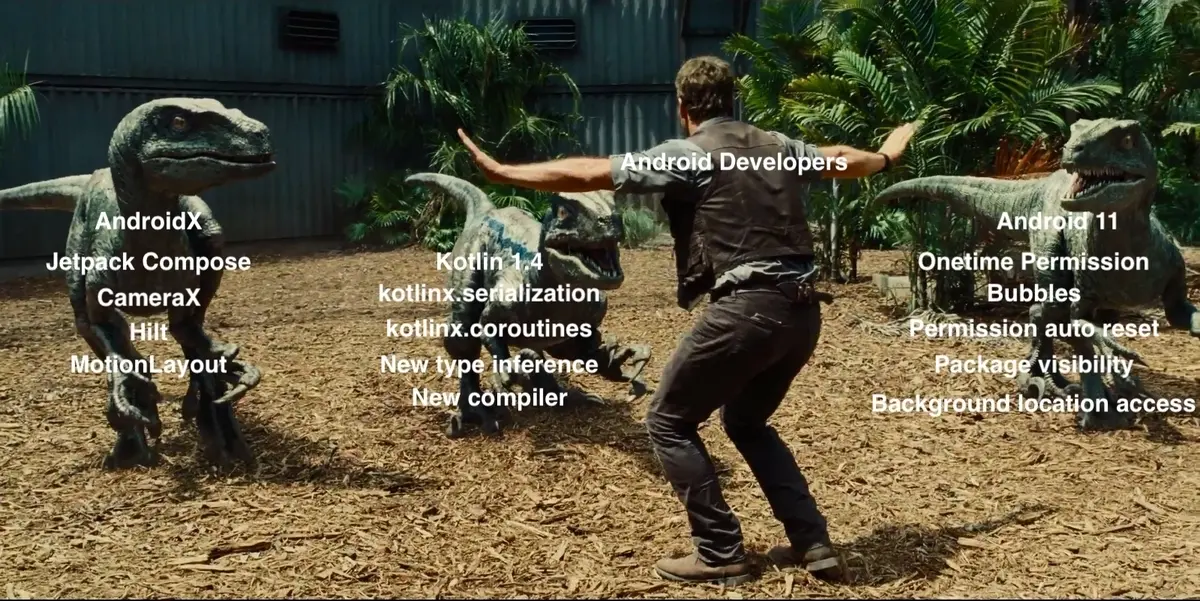 Android Developers
AndroidX
Jetpack Compose
CameraX
Hilt
MotionLayout
Kotlin 1.4
kotlinx.serialization
kotlinx.coroutines
New type inference
New compiler
Android 11
Onetime Permission
Bubbles
Permission auto reset
Package visibility
Background location access